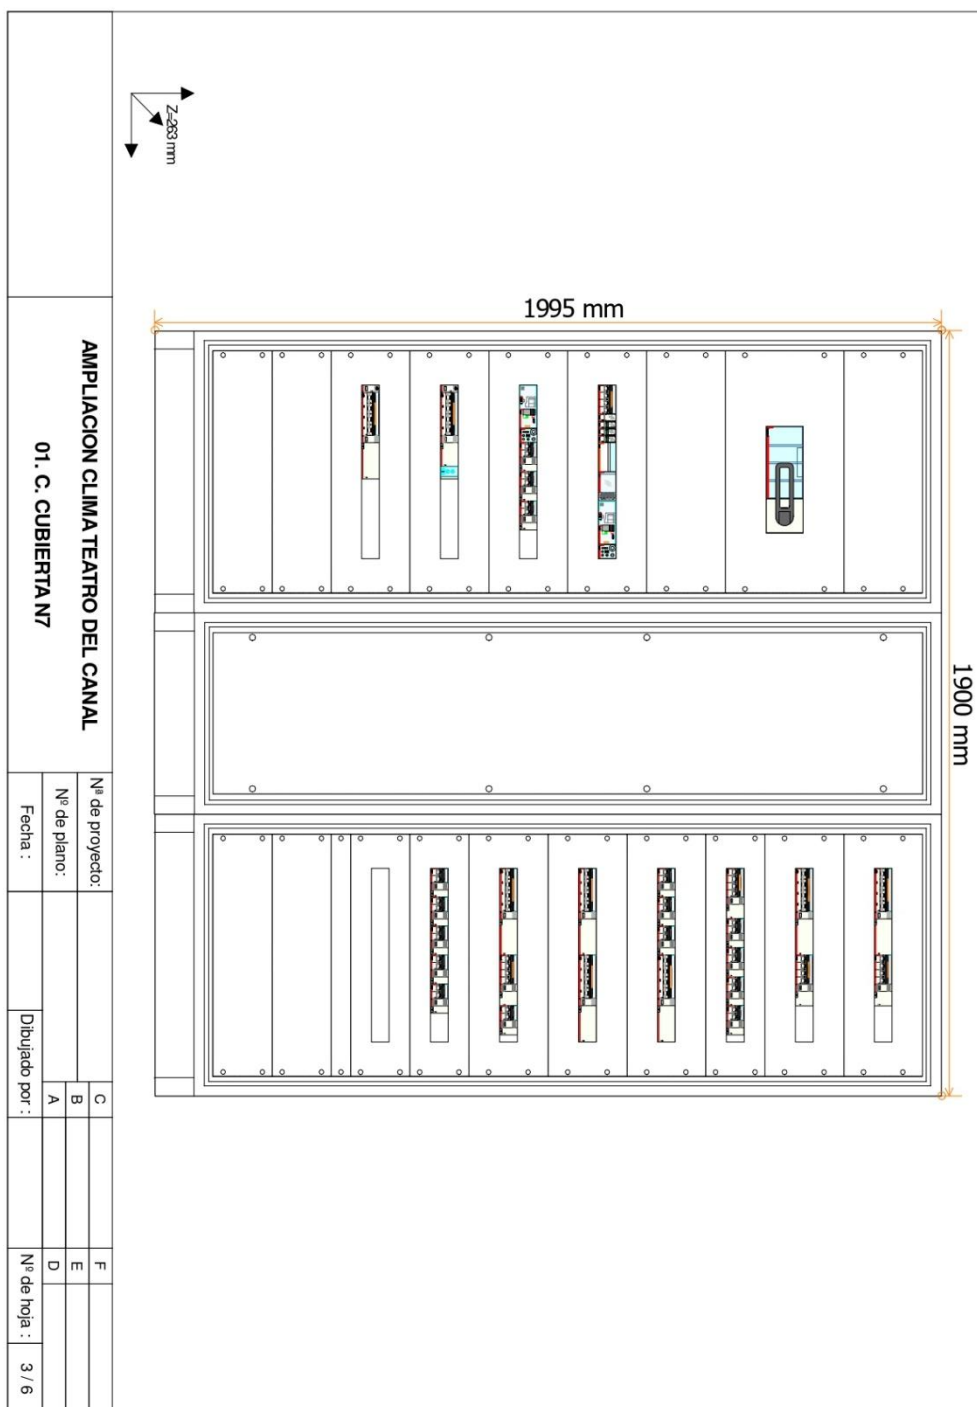 Z=263 mm
1995 mm
1900 mm
AMPLIACION CLIMA TEATRO DEL CANAL
01. C. CUBIERTA N7
Nª de proyecto:
Nº de plano:
Fecha :
Dibujado por :
C
B
A
F
E
D
Nº de hoja :
3 / 6